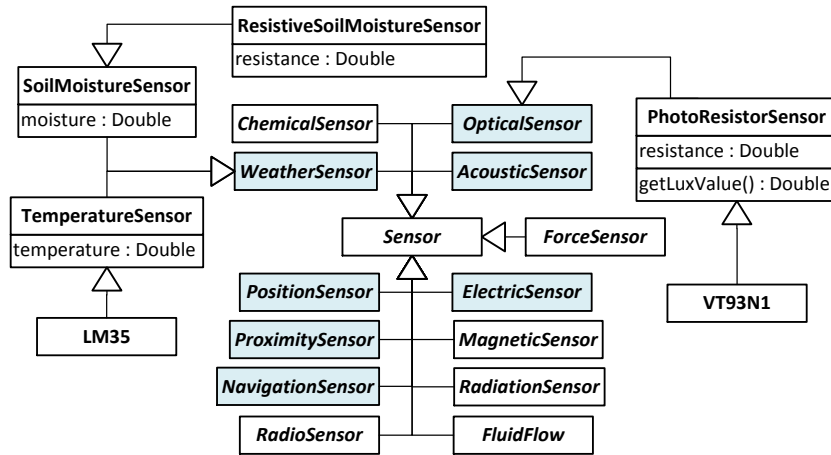 ResistiveSoilMoistureSensor
resistance : Double
SoilMoistureSensor
moisture : Double
ChemicalSensor
OpticalSensor
PhotoResistorSensor
resistance : Double
getLuxValue() : Double
WeatherSensor
AcousticSensor
TemperatureSensor
temperature : Double
Sensor
ForceSensor
PositionSensor
ElectricSensor
VT93N1
LM35
ProximitySensor
MagneticSensor
NavigationSensor
RadiationSensor
RadioSensor
FluidFlow